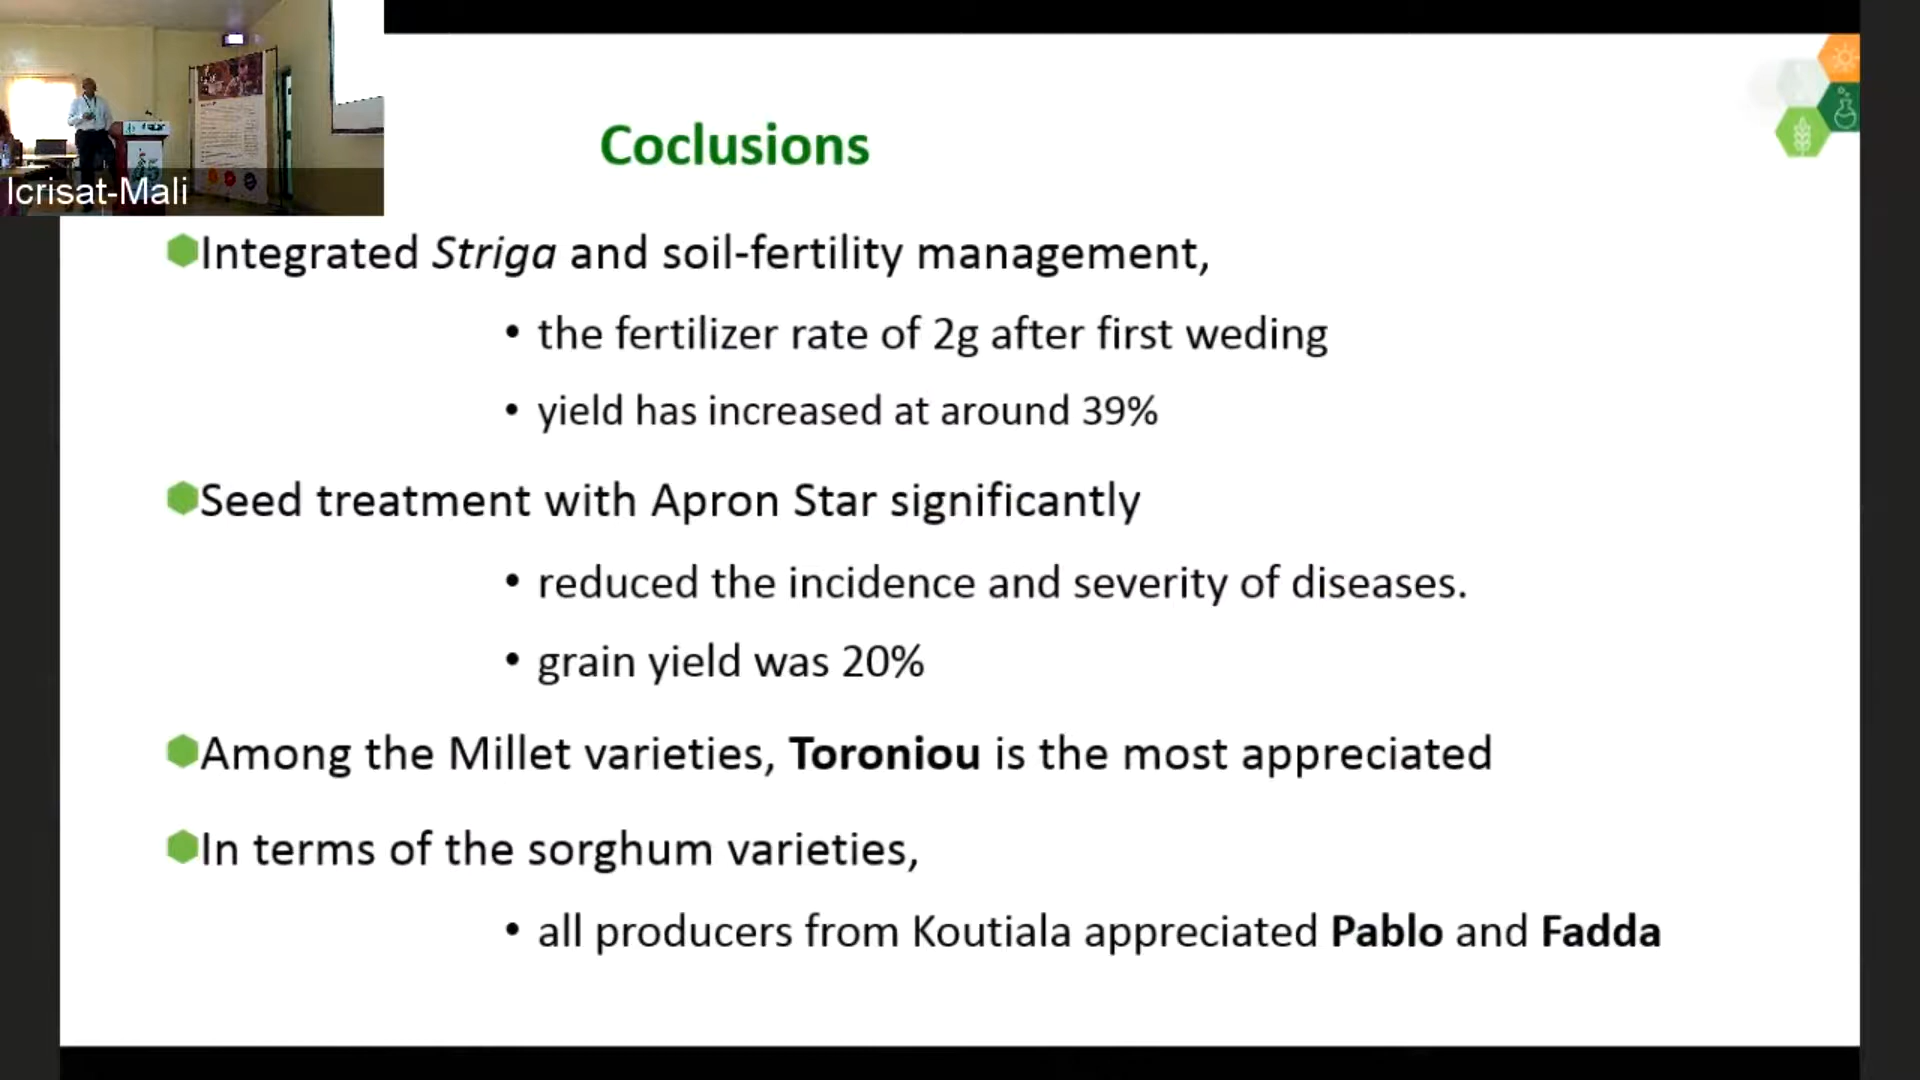 Icrisat-Mali
Coclusions
Integrated Striga and soil-fertility management,
• the fertilizer rate of 2g after first weding
• yield has increased at around 39%
Seed treatment with Apron Star significantly
• reduced the incidence and severity of diseases.
• grain yield was 20%
Among the Millet varieties, Toroniou is the most appreciated
In terms of the sorghum varieties,
• all producers from Koutiala appreciated Pablo and Fadda